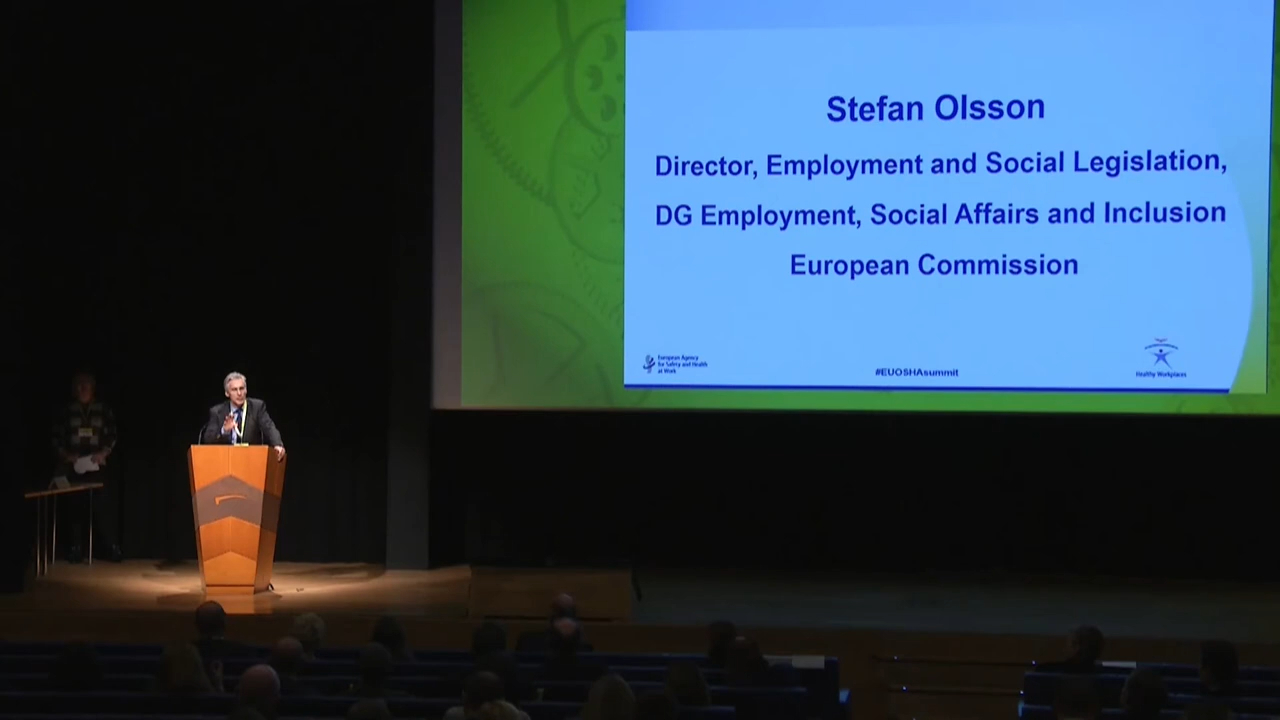 Stefan Olsson
Director, Employment and Social Legislation,
DG Employment, Social Affairs and Inclusion
European Commission
European Agency
for Safety and Health
at Work
#EUOSHAsummit
Healthy Workplaces